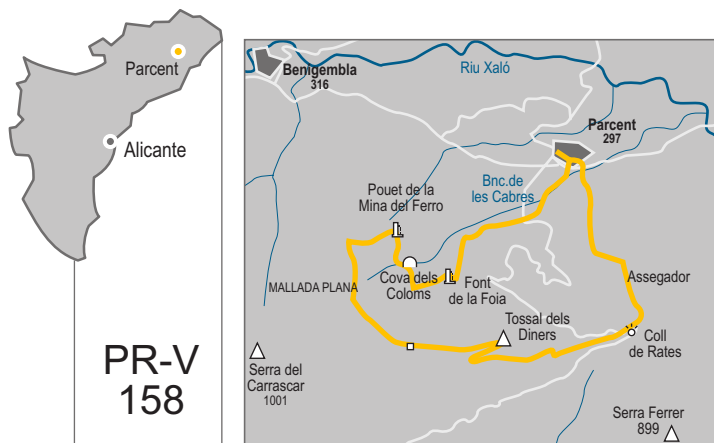 Parcent
Alicante
PR-V
158
Benigembla
316
Riu Xaló
Parcent
297
Bnc.de
les Cabres
Pouet de la
Mina del Ferro
Cova dels
Coloms
Font
de la Foia
MALLADA PLANA
Assegador
Tossal dels
Diners
Coll
de Rates
Serra del
Carrascar
1001
Serra Ferrer
899